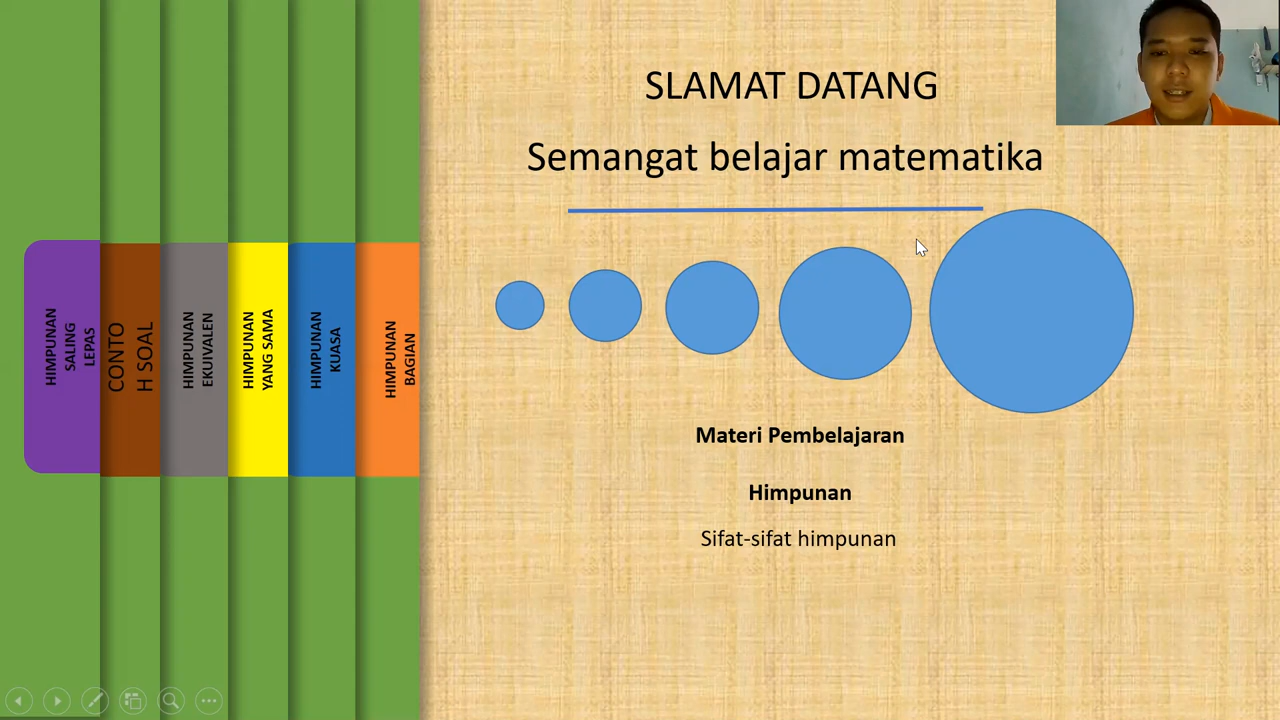 SLAMAT DATANG
Semangat belajar matematika
HIMPUNAN
SALING
LEPAS
CONTO
H SOAL
HIMPUNAN
EKUIVALEN
HIMPUNAN
YANG SAMA
HIMPUNAN
KUASA
HIMPUNAN
BAGIAN
Materi Pembelajaran
Himpunan
Sifat-sifat himpunan